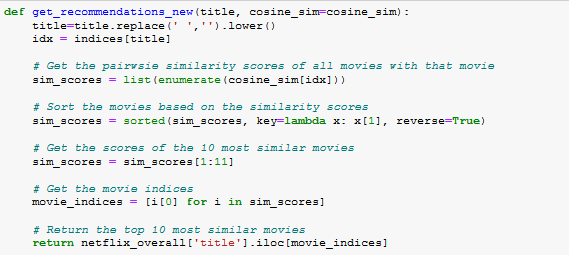 def get_recommendations_new(title, cosine_sim=cosine_sim):
    title=title.replace(' ','').lower()
    idx = indices[title]
    # Get the pairwsie similarity scores of all movies with that movie
    sim_scores = list(enumerate(cosine_sim[idx]))
    # Sort the movies based on the similarity scores
    sim_scores = sorted(sim_scores, key=lambda x: x[1], reverse=True)
    # Get the scores of the 10 most similar movies
    sim_scores = sim_scores[1:11]
    # Get the movie indices
    movie_indices = [i[0] for i in sim_scores]
    # Return the top 10 most similar movies
    return netflix_overall['title'].iloc[movie_indices]